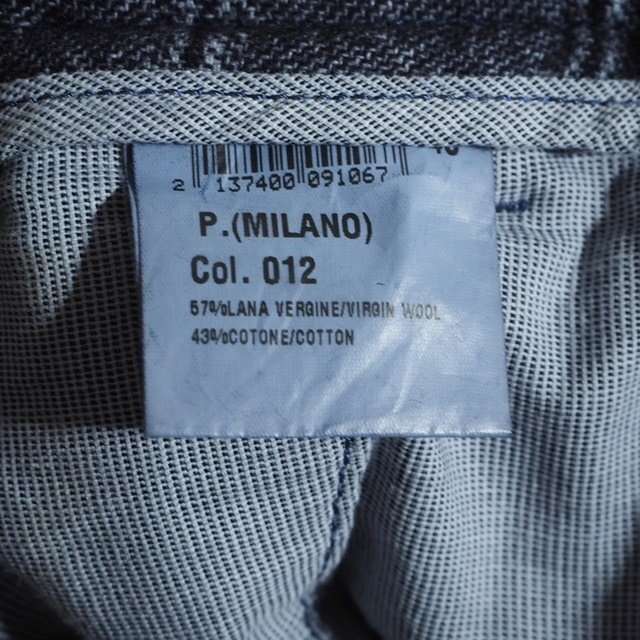 2 137400 091067
P.(MILANO)
Col. 012
57%LANA VERGINE/VIRGIN WOOL
43%COTONE/COTTON